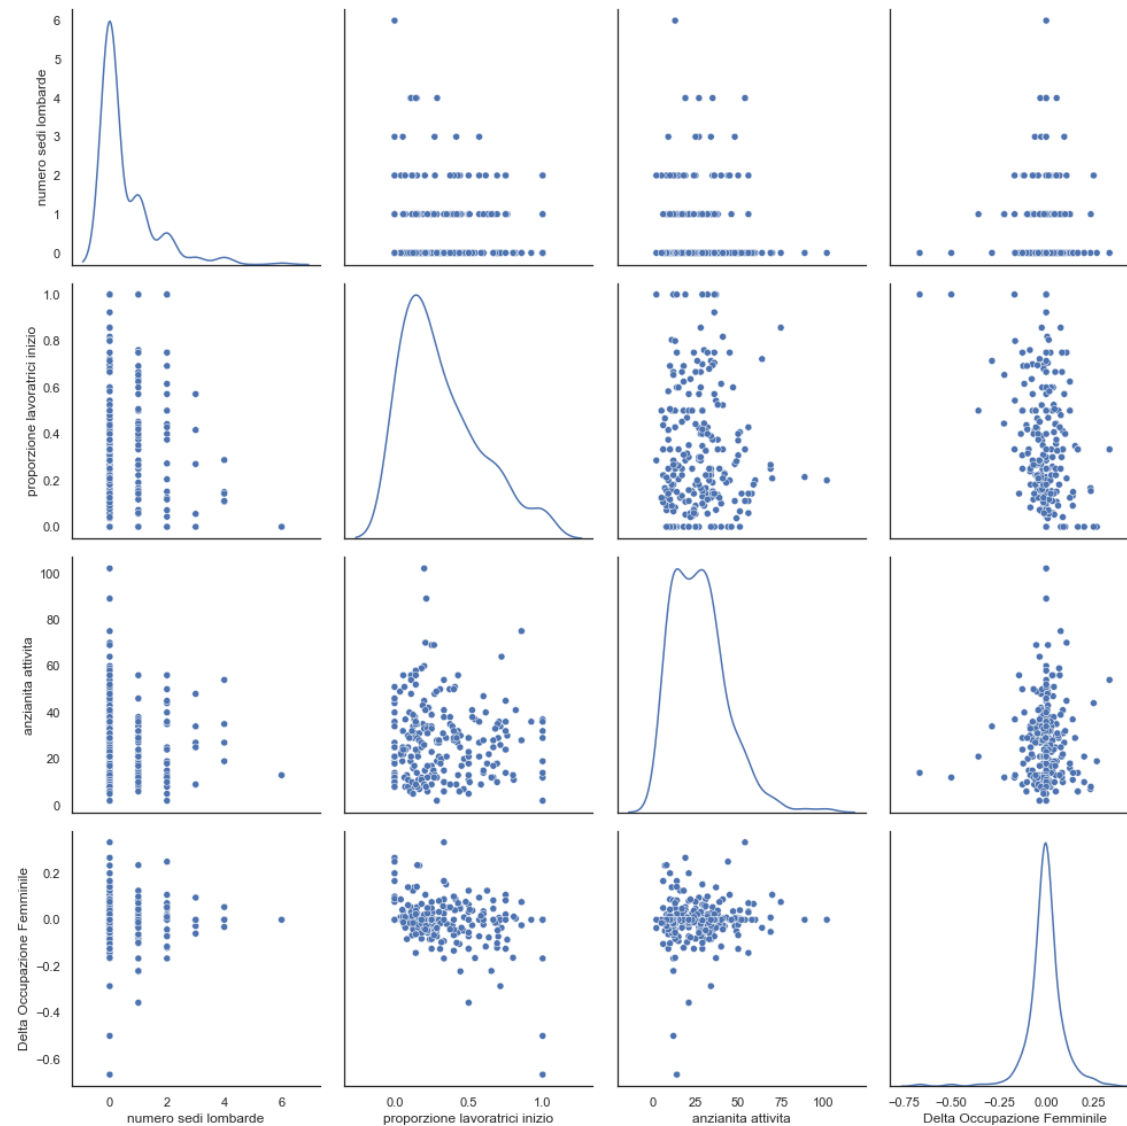 numero sedi lombarde
6
5
4
3
2
1
0
proporzione lavoratrici inizio
1.0
0.8
0.6
0.4
0.2
0.0
anzianita attivita
100
80
60
40
20
0
Delta Occupazione Femminile
0.2
0.0
−0.2
−0.4
−0.6
0 2 4 6
numero sedi lombarde
0.0 0.5 1.0
proporzione lavoratrici inizio
0 25 50 75 100
anzianita attivita
−0.75 −0.50 −0.25 0.00 0.25
Delta Occupazione Femminile